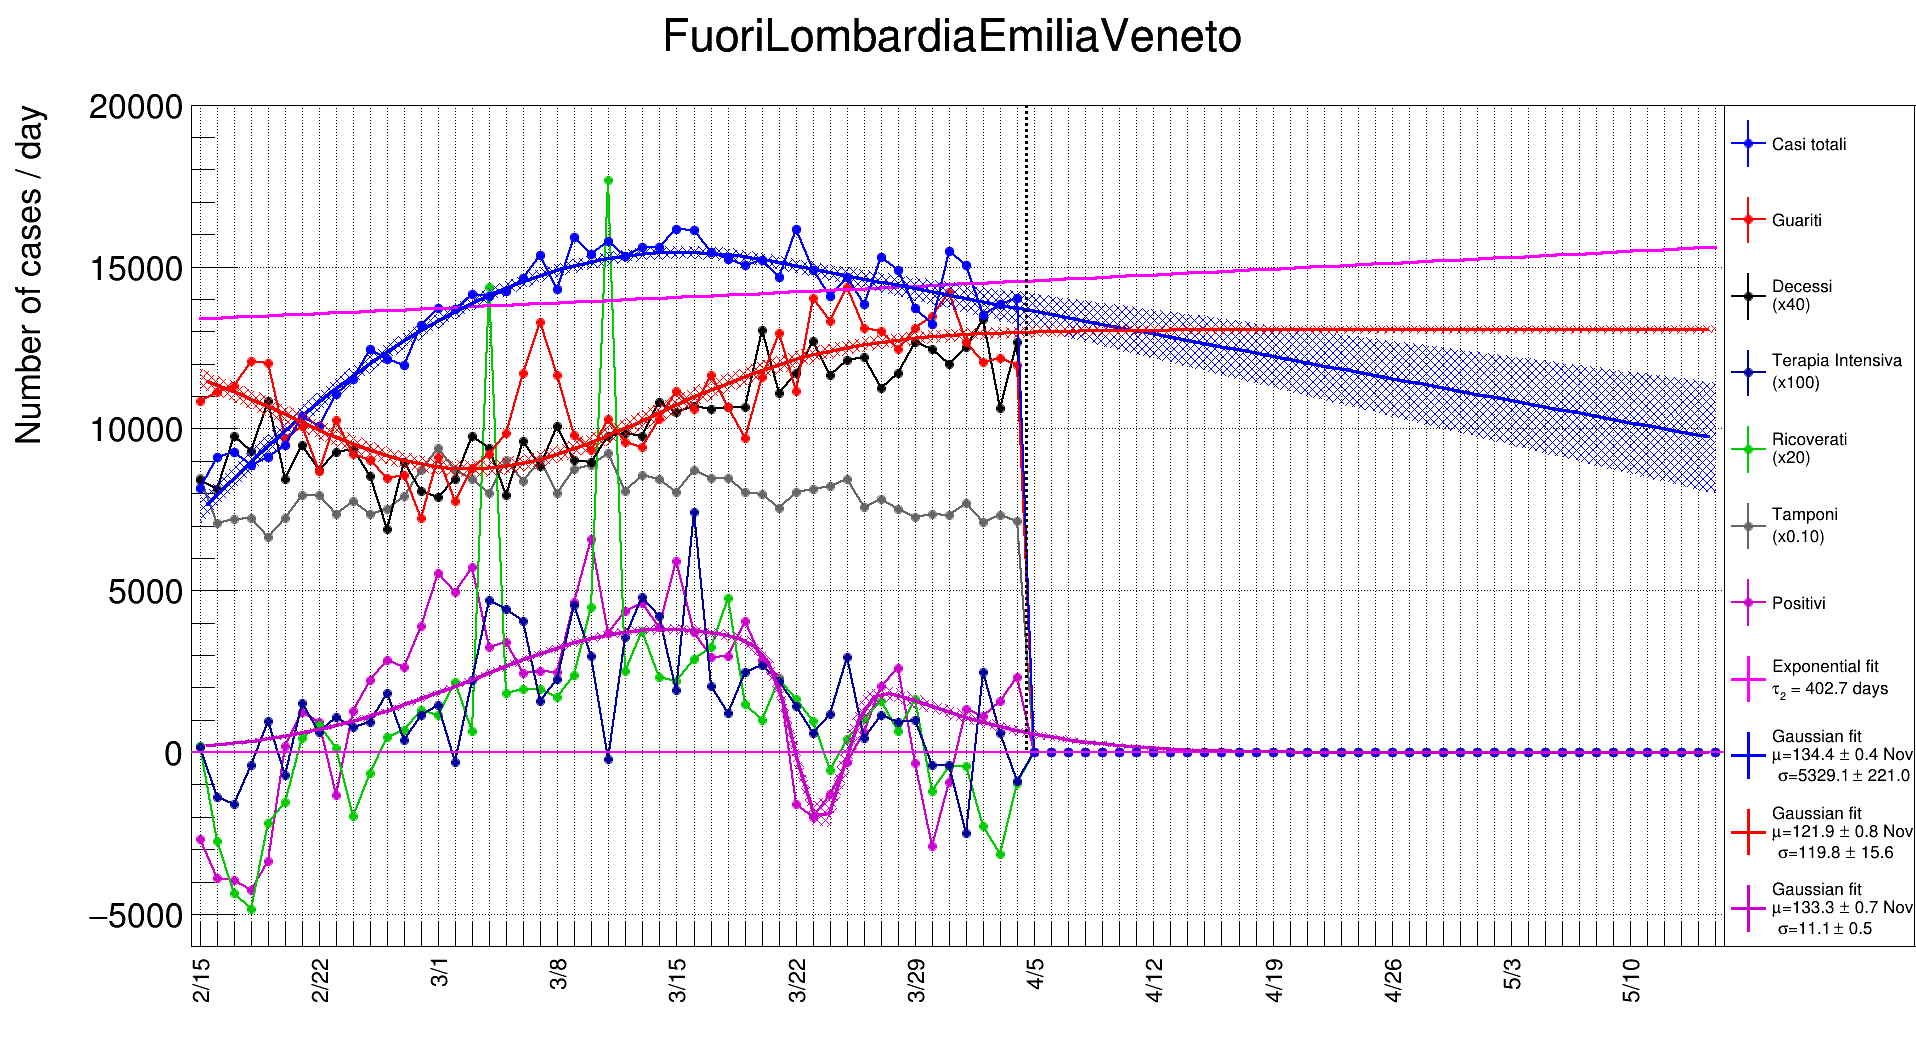 FuoriLombardiaEmiliaVeneto
Number of cases / day
20000
15000
10000
5000
0
−5000
2/15
2/22
3/1
3/8
3/15
3/22
3/29
4/5
4/12
4/19
4/26
5/3
5/10
Casi totali
Guariti
Decessi
(x40)
Terapia Intensiva
(x100)
Ricoverati
(x20)
Tamponi
(x0.10)
Positivi
Exponential fit
τ2 = 402.7 days
Gaussian fit
μ=134.4 ± 0.4 Nov
σ=5329.1 ± 221.0
Gaussian fit
μ=121.9 ± 0.8 Nov
σ=119.8 ± 15.6
Gaussian fit
μ=133.3 ± 0.7 Nov
σ=11.1 ± 0.5